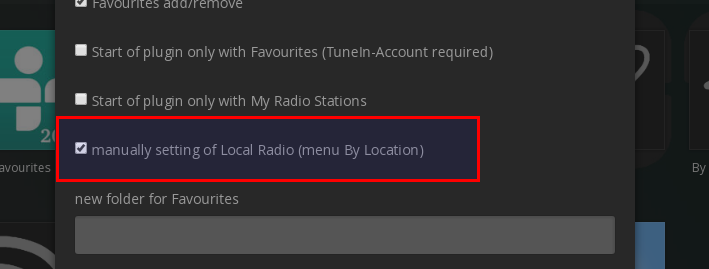 Favourites add/remove
Start of plugin only with Favourites (TuneIn-Account required)
Start of plugin only with My Radio Stations
20
manually setting of Local Radio (menu By Location)
avourites
By
new folder for Favourites